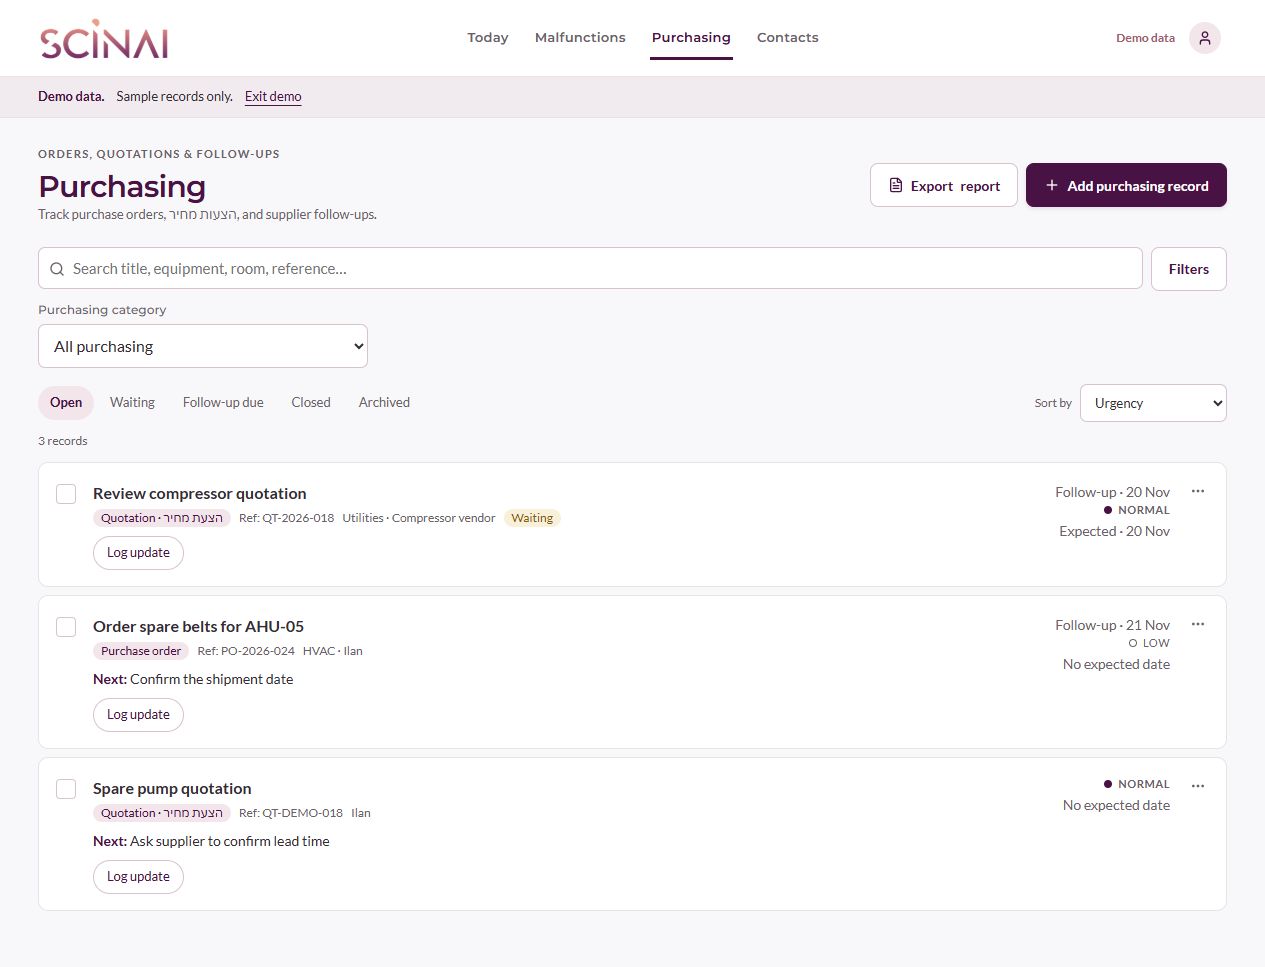 SCINAI
Today Malfunctions Purchasing Contacts
Demo data
Demo data. Sample records only. Exit demo
ORDERS, QUOTATIONS & FOLLOW-UPS
Purchasing
Track purchase orders, הצעות מחיר, and supplier follow-ups.
Export report
+ Add purchasing record
Search title, equipment, room, reference...
Filters
Purchasing category
All purchasing
Open Waiting Follow-up due Closed Archived
Sort by Urgency
3 records
Review compressor quotation
Quotation · הצעת מחיר Ref: QT-2026-018 Utilities · Compressor vendor Waiting
Log update
Follow-up · 20 Nov
NORMAL
Expected · 20 Nov
Order spare belts for AHU-05
Purchase order Ref: PO-2026-024 HVAC · Ilan
Next: Confirm the shipment date
Log update
Follow-up · 21 Nov
LOW
No expected date
Spare pump quotation
Quotation · הצעת מחיר Ref: QT-DEMO-018 Ilan
Next: Ask supplier to confirm lead time
Log update
NORMAL
No expected date